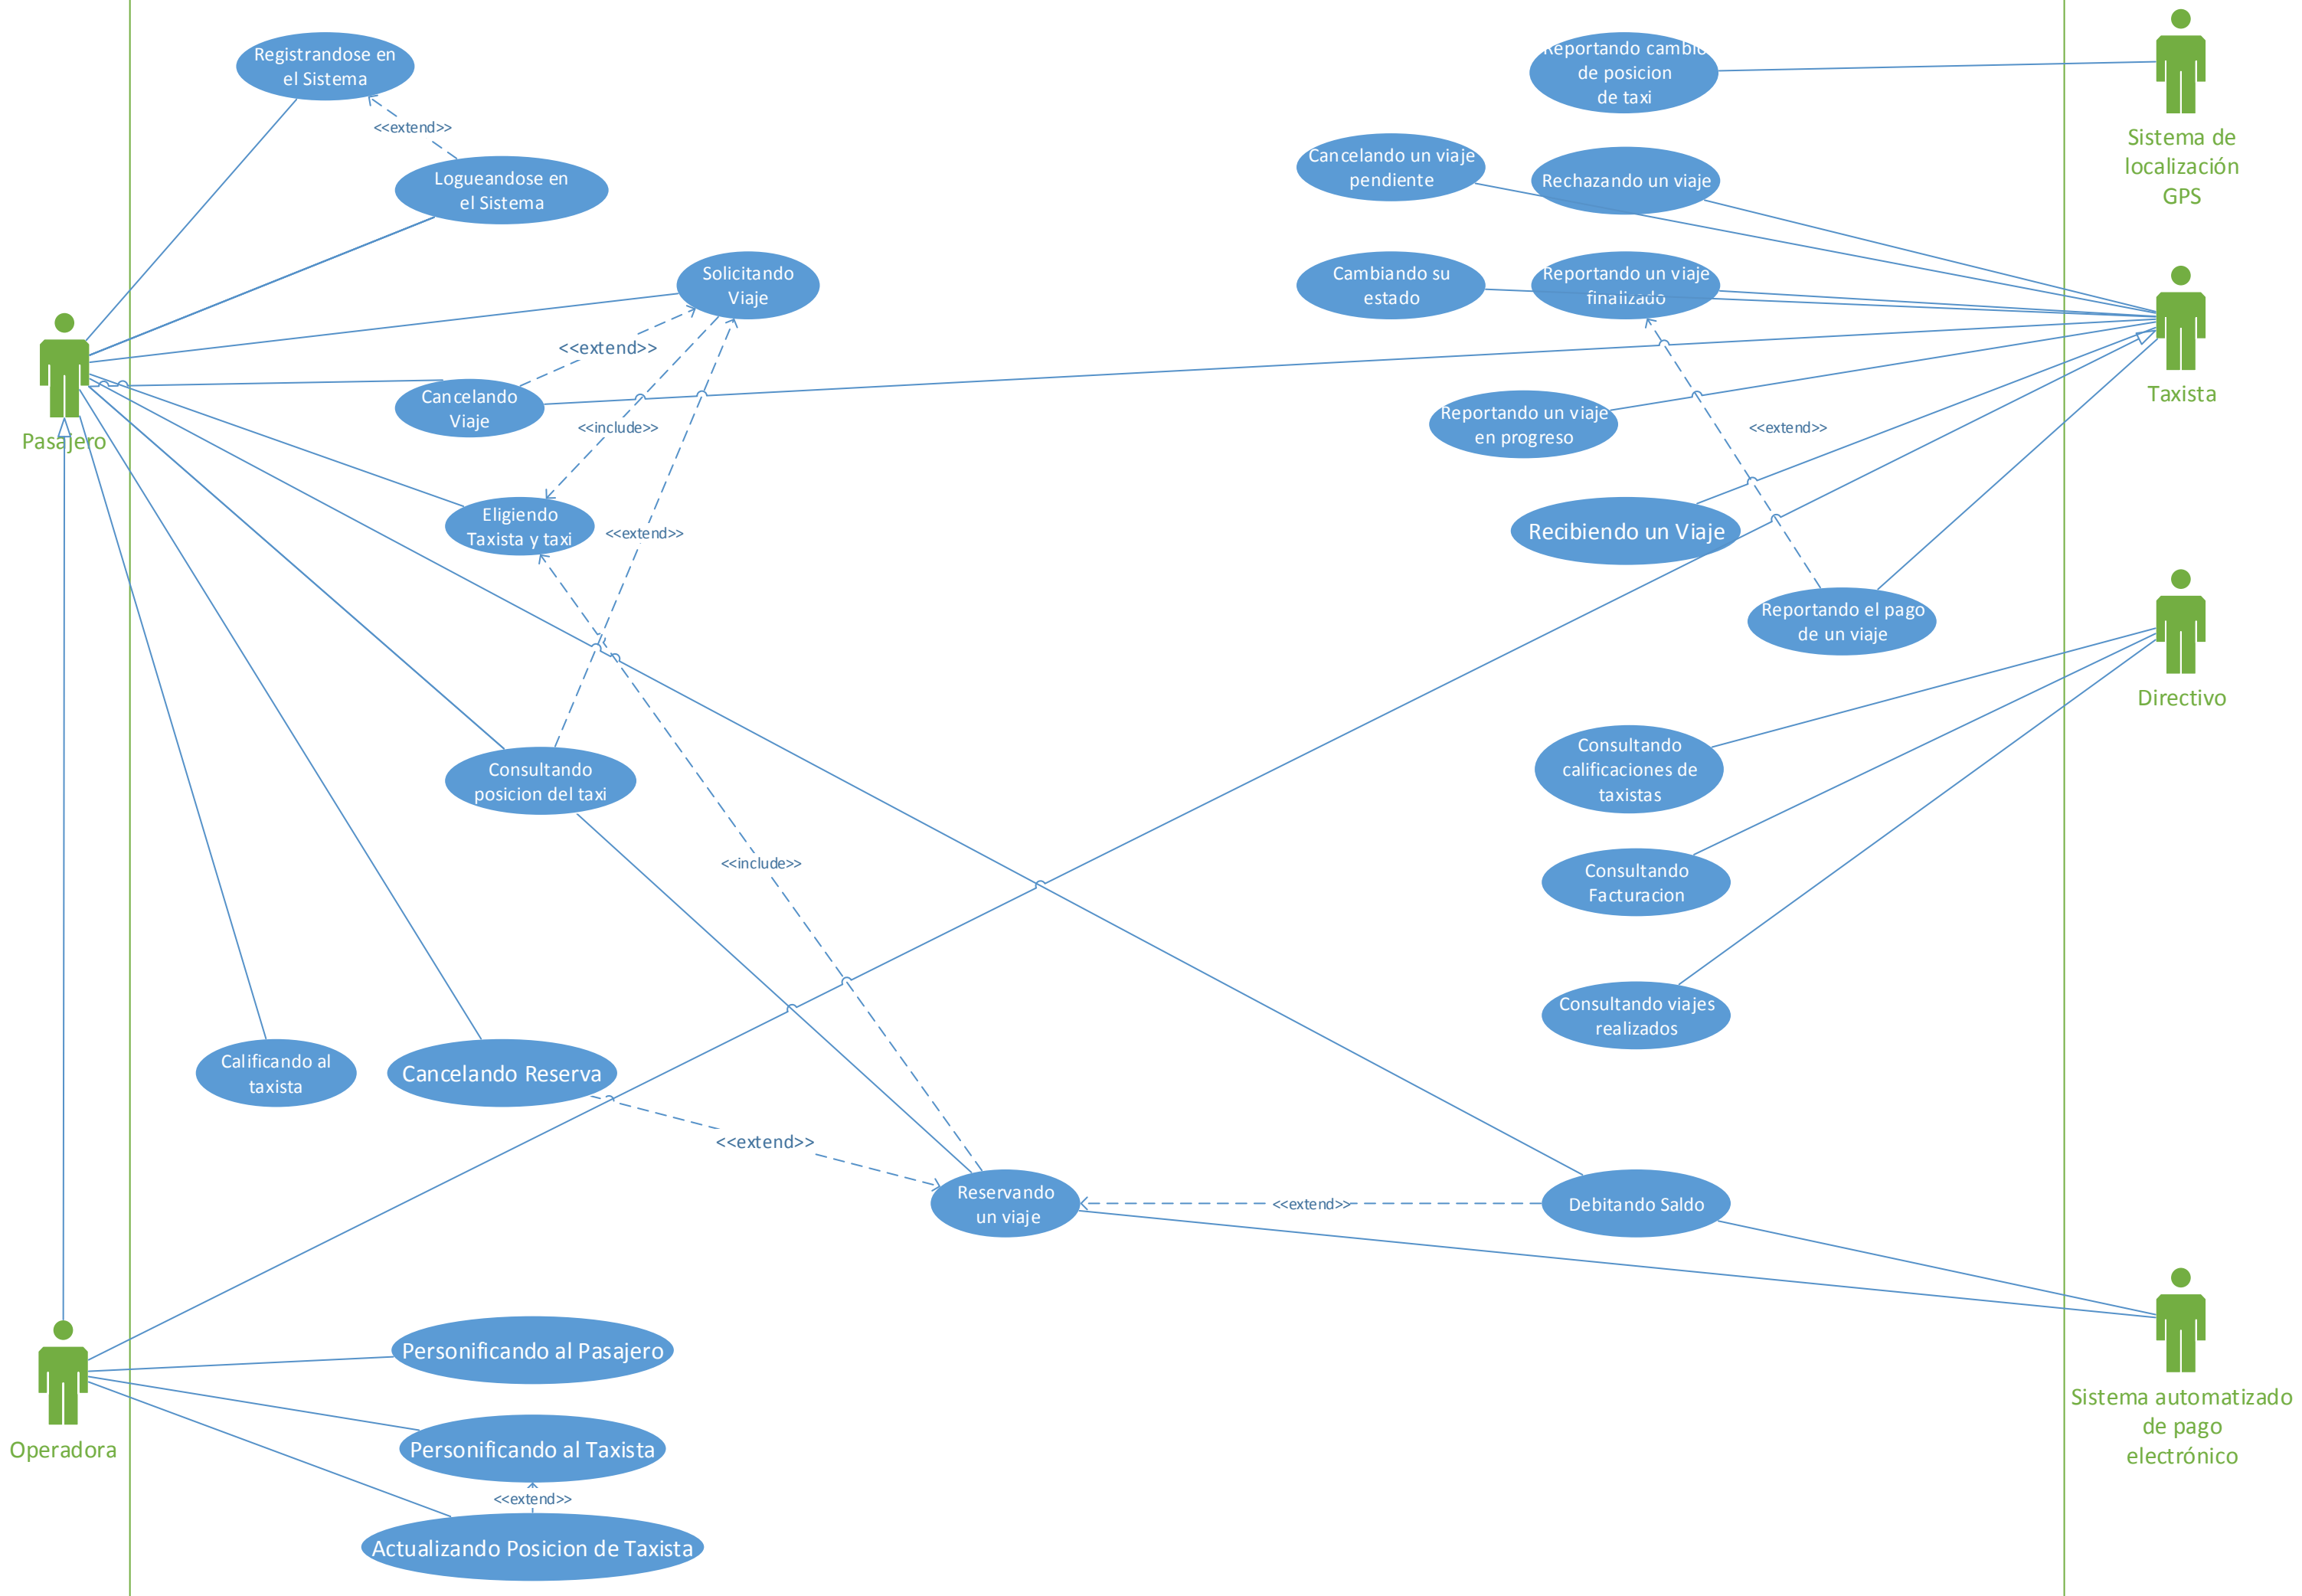 Registrandose en
el Sistema
<<extend>>
Logueandose en
el Sistema
Solicitando
Viaje
<<extend>>
Cancelando
Viaje
<<include>>
Pasajero
Eligiendo
Taxista y taxi
<<extend>>
Consultando
posicion del taxi
<<include>>
Calificando al
taxista
Cancelando Reserva
<<extend>>
Reservando
un viaje
<<extend>>
Debitando Saldo
Personificando al Pasajero
Operadora
Personificando al Taxista
<<extend>>
Actualizando Posicion de Taxista
Reportando cambio
de posicion
de taxi
Sistema de
localización
GPS
Cancelando un viaje
pendiente
Rechazando un viaje
Cambiando su
estado
Reportando un viaje
finalizado
Taxista
Reportando un viaje
en progreso
<<extend>>
Recibiendo un Viaje
Reportando el pago
de un viaje
Directivo
Consultando
calificaciones de
taxistas
Consultando
Facturacion
Consultando viajes
realizados
Sistema automatizado
de pago
electrónico